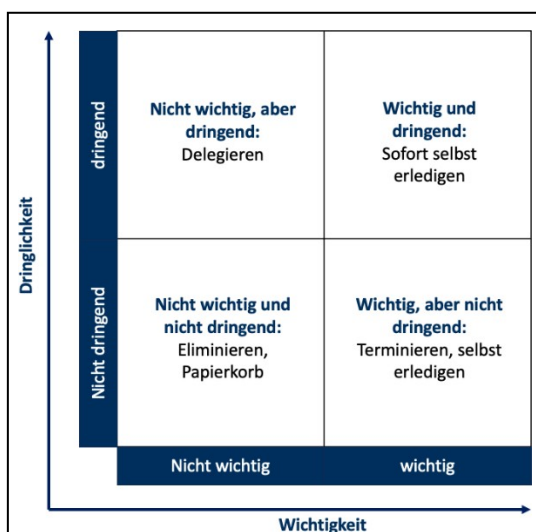 Dringlichkeit
dringend
Nicht wichtig, aber
dringend:
Delegieren
Wichtig und
dringend:
Sofort selbst
erledigen
Nicht dringend
Nicht wichtig und
nicht dringend:
Eliminieren,
Papierkorb
Wichtig, aber nicht
dringend:
Terminieren, selbst
erledigen
Nicht wichtig
wichtig
Wichtigkeit